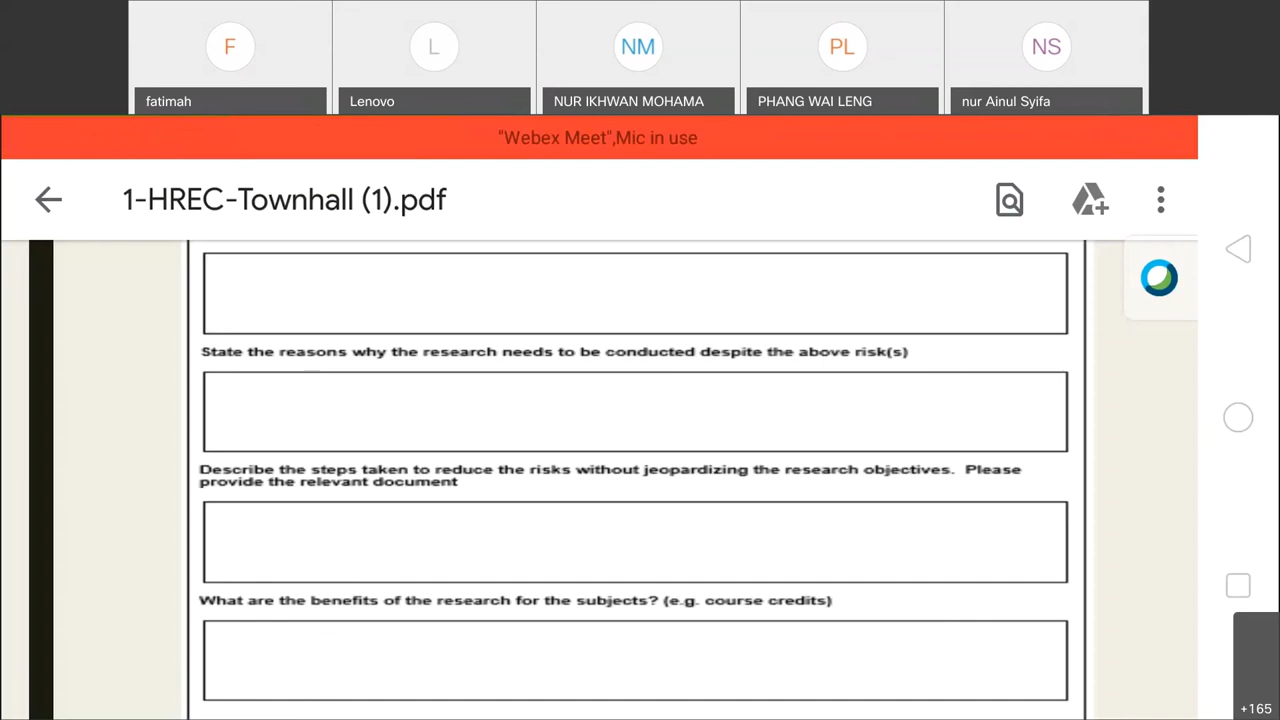 F
L
NM
PL
NS
fatimah
Lenovo
NUR IKHWAN MOHAMA
PHANG WAI LENG
nur Ainul Syifa
"Webex Meet",Mic in use
1-HREC-Townhall (1).pdf
State the reasons why the research needs to be conducted despite the above risk(s)
Describe the steps taken to reduce the risks without jeopardizing the research objectives. Please
provide the relevant document
What are the benefits of the research for the subjects? (e.g. course credits)
+165